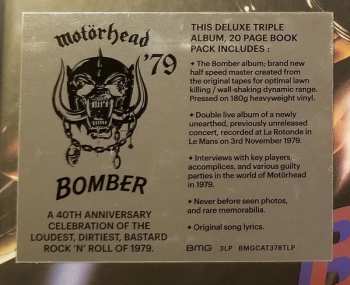 Motörhead
'79
BOMBER
A 40TH ANNIVERSARY
CELEBRATION OF THE
LOUDEST, DIRTIEST, BASTARD
ROCK 'N' ROLL OF 1979.
THIS DELUXE TRIPLE
ALBUM, 20 PAGE BOOK
PACK INCLUDES :
• The Bomber album; brand new
half speed master created from
the original tapes for optimal lawn
killing / wall-shaking dynamic range.
Pressed on 180g heavyweight vinyl.
• Double live album of a newly
unearthed, previously unreleased
concert, recorded at La Rotonde in
Le Mans on 3rd November 1979.
• Interviews with key players,
accomplices, and various guilty
parties in the world of Motörhead
in 1979.
• Never before seen photos,
and rare memorabilia.
• Original song lyrics.
BMG 3LP BMGCAT378TLP